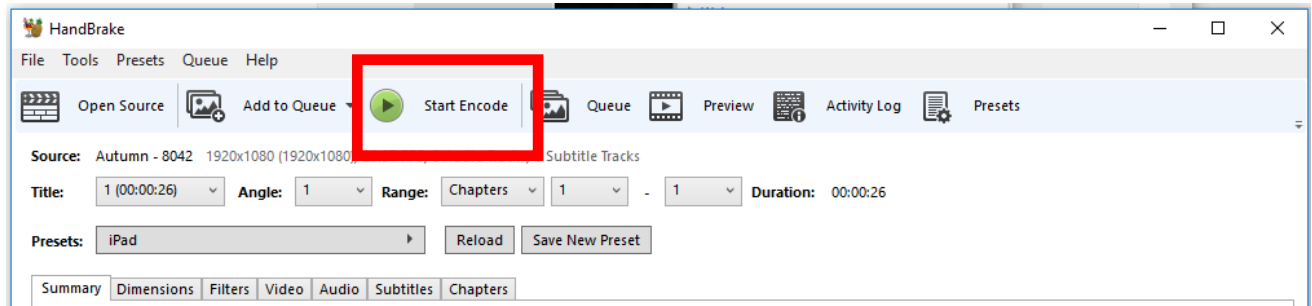 HandBrake
File Tools Presets Queue Help
Open Source Add to Queue Start Encode Queue Preview Activity Log Presets
Source: Autumn - 8042 1920x1080 (1920x1080), Subtitle Tracks
Title: 1 (00:00:26) Angle: 1 Range: Chapters 1 - 1 Duration: 00:00:26
Presets: iPad Reload Save New Preset
Summary Dimensions Filters Video Audio Subtitles Chapters